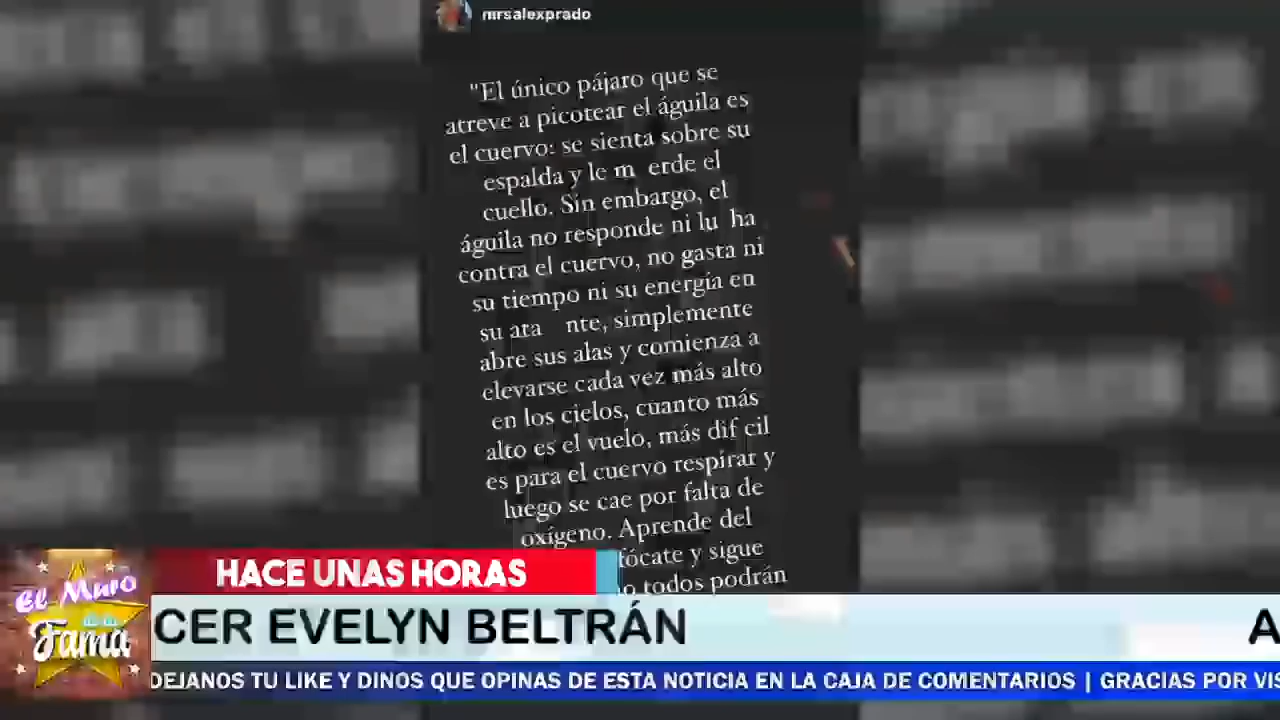 mrsalexprado
"El único pájaro que se
atreve a picotear el águila es
el cuervo: se sienta sobre su
espalda y le m erde el
cuello. Sin embargo, el
águila no responde ni lu ha
contra el cuervo, no gasta ni
su tiempo ni su energía en
su ata nte, simplemente
abre sus alas y comienza a
elevarse cada vez más alto
en los cielos, cuanto más
alto es el vuelo, más dif cil
es para el cuervo respirar y
luego se cae por falta de
oxígeno. Aprende del
fócate y sigue
o todos podrán
HACE UNAS HORAS
El Muro
de la
Fama
CER EVELYN BELTRÁN A
DEJANOS TU LIKE Y DINOS QUE OPINAS DE ESTA NOTICIA EN LA CAJA DE COMENTARIOS | GRACIAS POR VIS